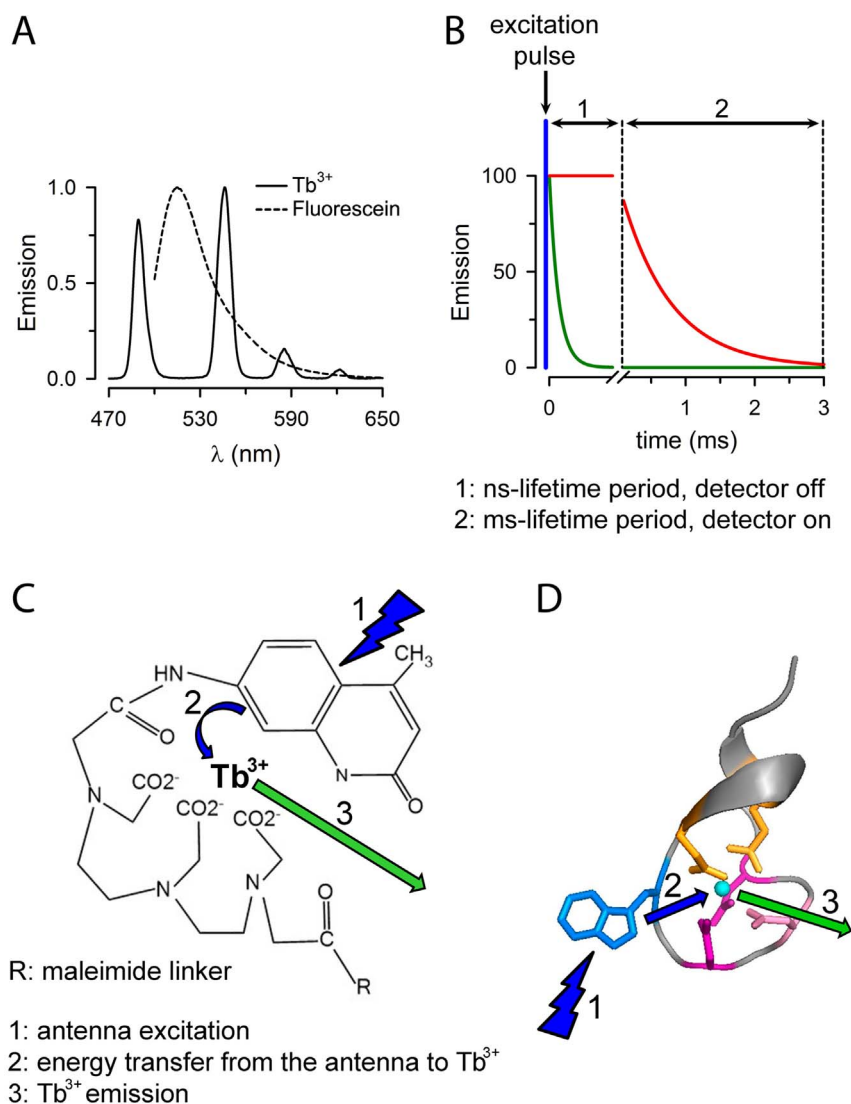 A
1.0
0.5
0.0
Emission
470 530 590 650
λ (nm)
Tb³⁺
Fluorescein
B
excitation
pulse
1
2
100
50
0
Emission
0 1 2 3
time (ms)
1: ns-lifetime period, detector off
2: ms-lifetime period, detector on
C
1
CH₃
HN
2
C
O
Tb³⁺
N
H
O
N
CO2⁻
CO2⁻
CO2⁻
3
N
N
O
C
R
R: maleimide linker
1: antenna excitation
2: energy transfer from the antenna to Tb³⁺
3: Tb³⁺ emission
D
2
3
1